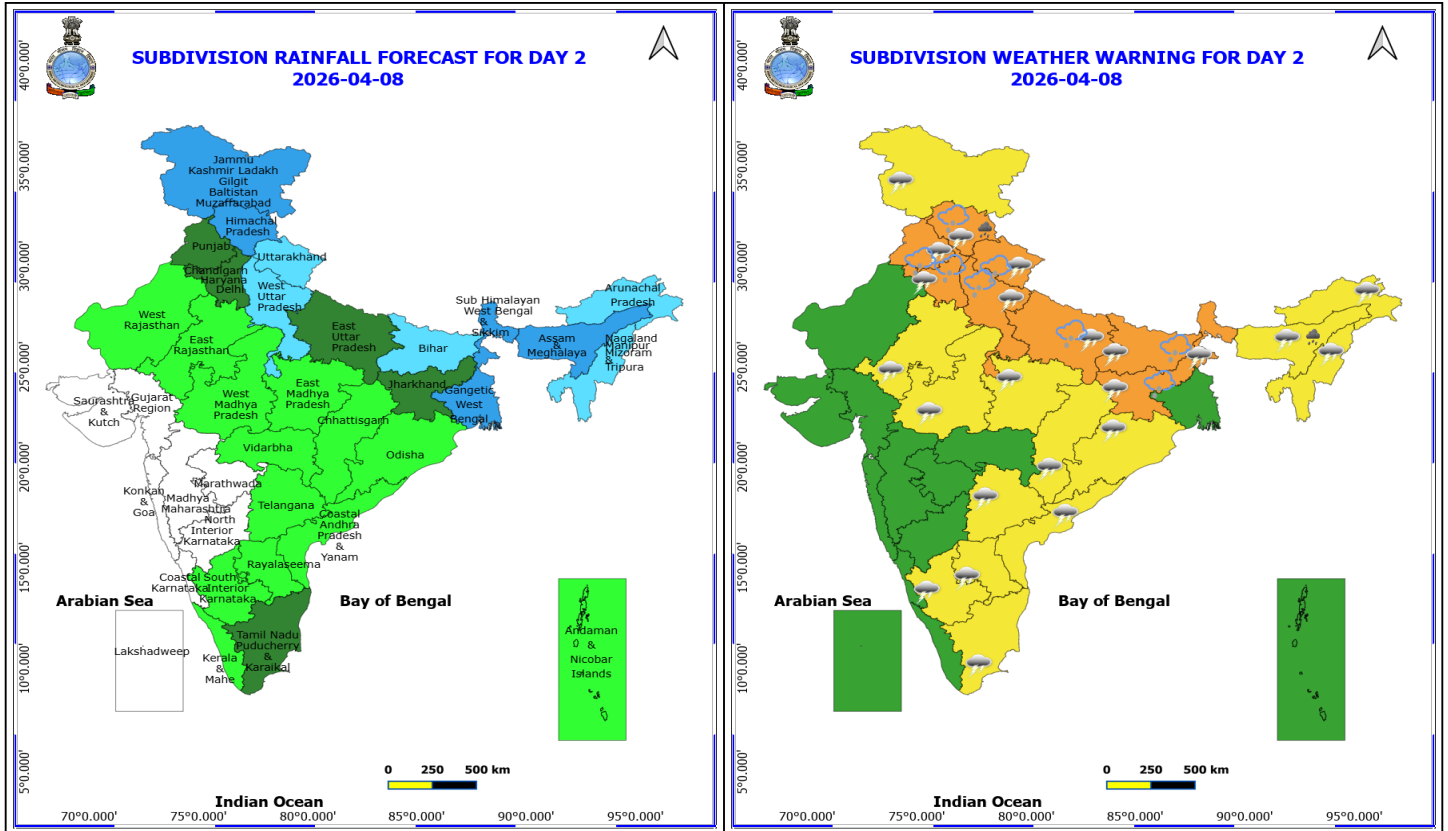 SUBDIVISION RAINFALL FORECAST FOR DAY 2
2026-04-08
40°0.000'
35°0.000'
30°0.000'
25°0.000'
20°0.000'
15°0.000'
10°0.000'
5°0.000'
Jammu
Kashmir Ladakh
Gilgit
Baltistan
Muzaffarabad
Himachal
Pradesh
Punjab
Uttarakhand
Chandigarh
Haryana
Delhi
West
Uttar
Pradesh
Arunachal
Pradesh
Sub Himalayan
West Bengal
&
Sikkim
West
Rajasthan
East
Rajasthan
East
Uttar
Pradesh
Bihar
Assam
&
Meghalaya
Nagaland
Manipur
Mizoram &
Tripura
Jharkhand
Gangetic
West
Bengal
Saurashtra
&
Kutch
Gujarat
Region
West
Madhya
Pradesh
East
Madhya
Pradesh
Chhattisgarh
Vidarbha
Odisha
Konkan
&
Goa
Marathwada
Madhya
Maharashtra
North
Interior
Karnataka
Telangana
Coastal
Andhra
Pradesh
&
Yanam
Rayalaseema
Coastal
Karnataka
South
Interior
Karnataka
Arabian Sea
Bay of Bengal
Lakshadweep
Tamil Nadu
Puducherry
&
Karaikal
Kerala
&
Mahe
Andaman
&
Nicobar
Islands
0 250 500 km
Indian Ocean
70°0.000' 75°0.000' 80°0.000' 85°0.000' 90°0.000' 95°0.000'
SUBDIVISION WEATHER WARNING FOR DAY 2
2026-04-08
40°0.000'
35°0.000'
30°0.000'
25°0.000'
20°0.000'
15°0.000'
10°0.000'
5°0.000'
Arabian Sea
Bay of Bengal
0 250 500 km
Indian Ocean
70°0.000' 75°0.000' 80°0.000' 85°0.000' 90°0.000' 95°0.000'